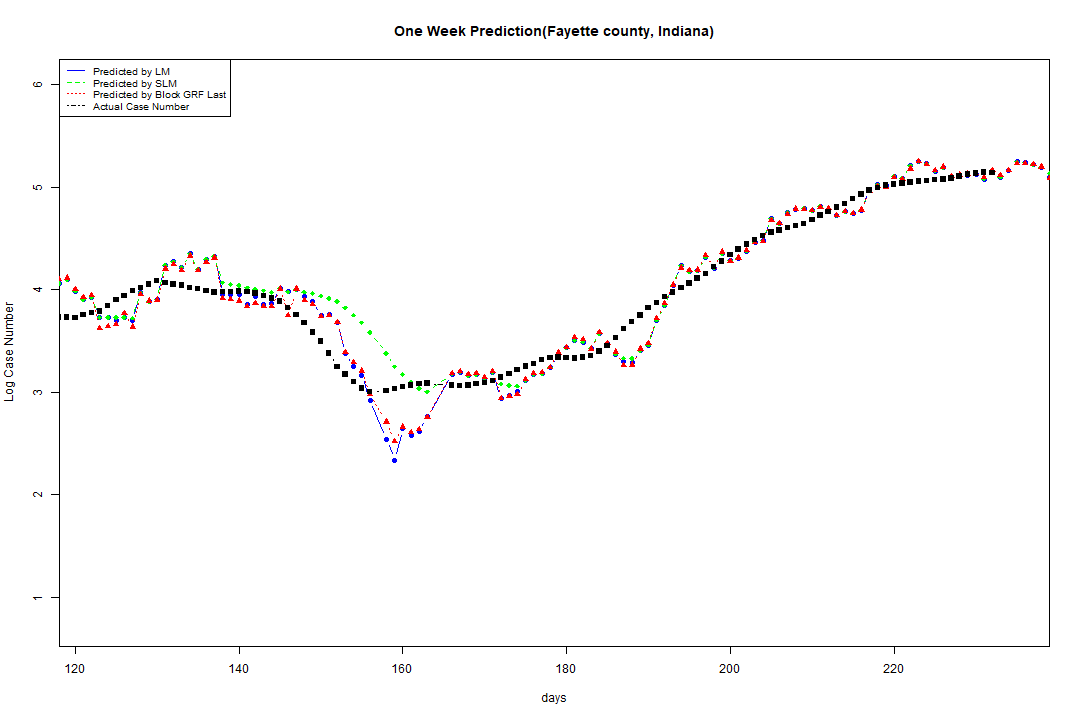 One Week Prediction(Fayette county, Indiana)
Predicted by LM
Predicted by SLM
Predicted by Block GRF Last
Actual Case Number
6
5
4
3
2
1
Log Case Number
120 140 160 180 200 220
days